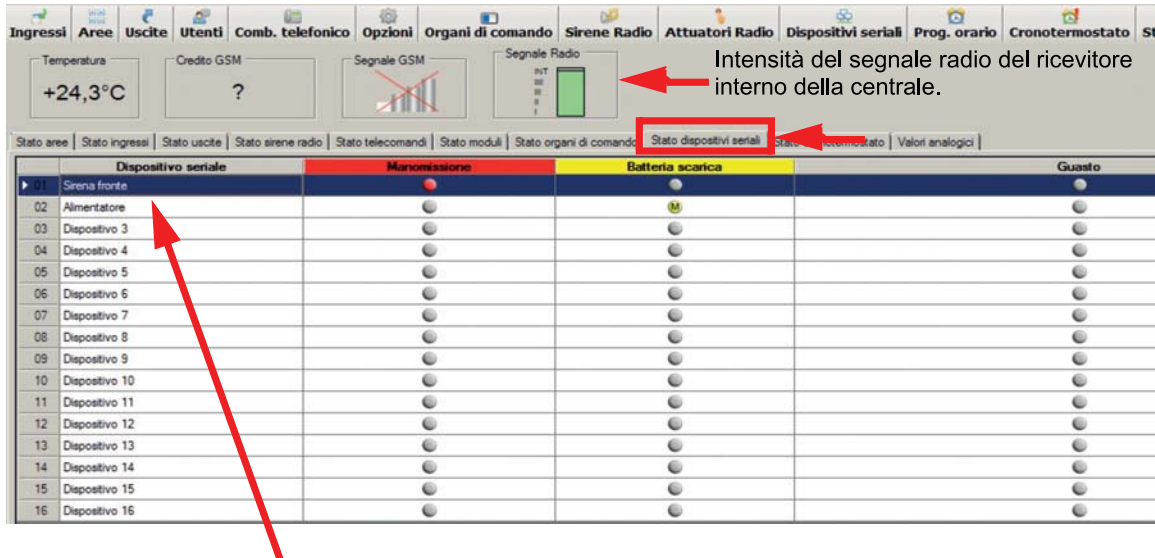 Ingressi Aree Uscite Utenti Comb. telefonico Opzioni Organi di comando Sirene Radio Attuatori Radio Dispositivi seriali Prog. orario Cronotermostato St
Temperatura Credito GSM Segnale GSM Segnale Radio
+24,3°C ? INT III III II I
Intensità del segnale radio del ricevitore
interno della centrale.
Stato aree Stato ingressi Stato uscite Stato sirene radio Stato telecomandi Stato moduli Stato organi di comando Stato dispositivi seriali Valori analogici
Dispositivo seriale Manomissione Batteria scarica Guasto
01 Sirena fronte
02 Alimentatore M
03 Dispositivo 3
04 Dispositivo 4
05 Dispositivo 5
06 Dispositivo 6
07 Dispositivo 7
08 Dispositivo 8
09 Dispositivo 9
10 Dispositivo 10
11 Dispositivo 11
12 Dispositivo 12
13 Dispositivo 13
14 Dispositivo 14
15 Dispositivo 15
16 Dispositivo 16